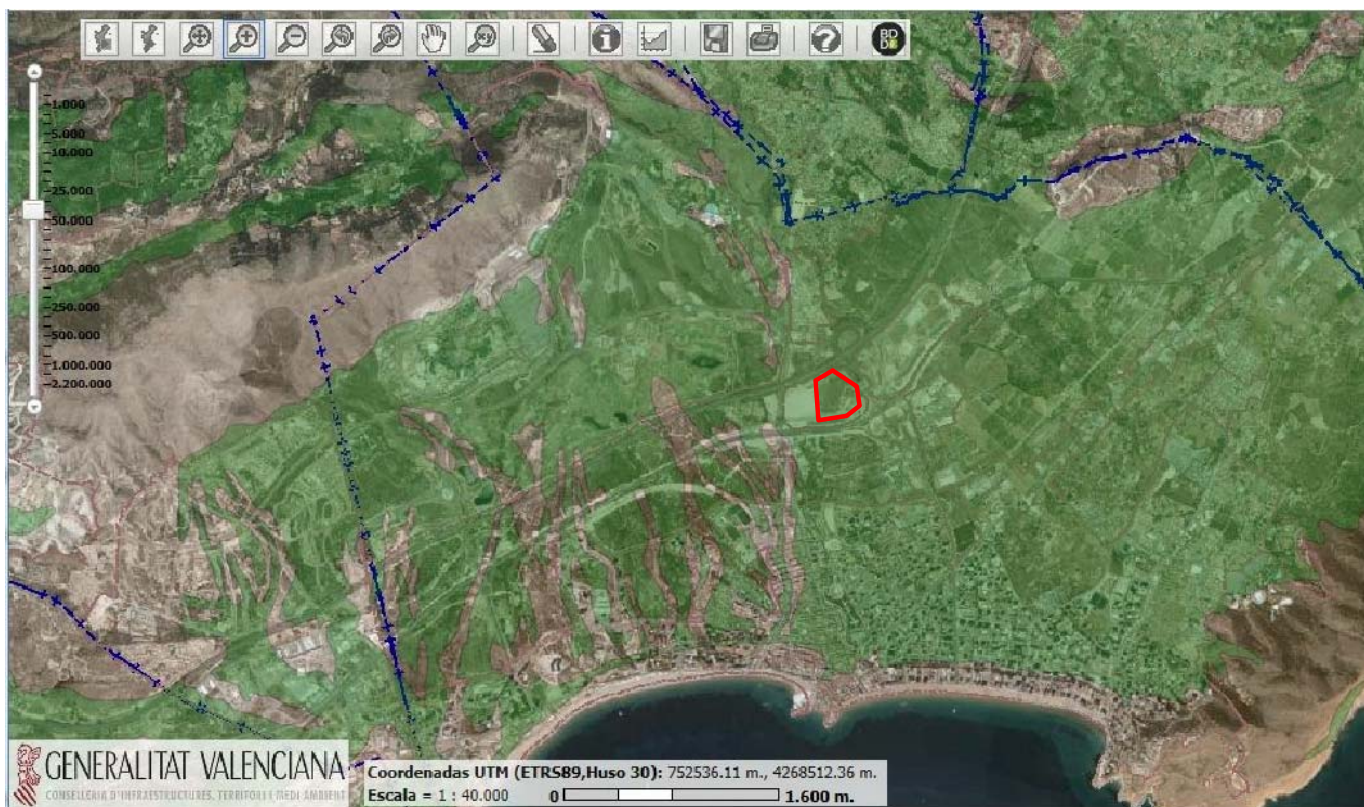 BD
1.000
5.000
10.000
25.000
50.000
100.000
250.000
500.000
1.000.000
2.200.000
GENERALITAT VALENCIANA
CONSELLERIA D'INFRAESTRUCTURES, TERRITORI I MEDI AMBIENT
Coordenadas UTM (ETRS89,Huso 30): 752536.11 m., 4268512.36 m.
Escala = 1 : 40.000 0 1.600 m.